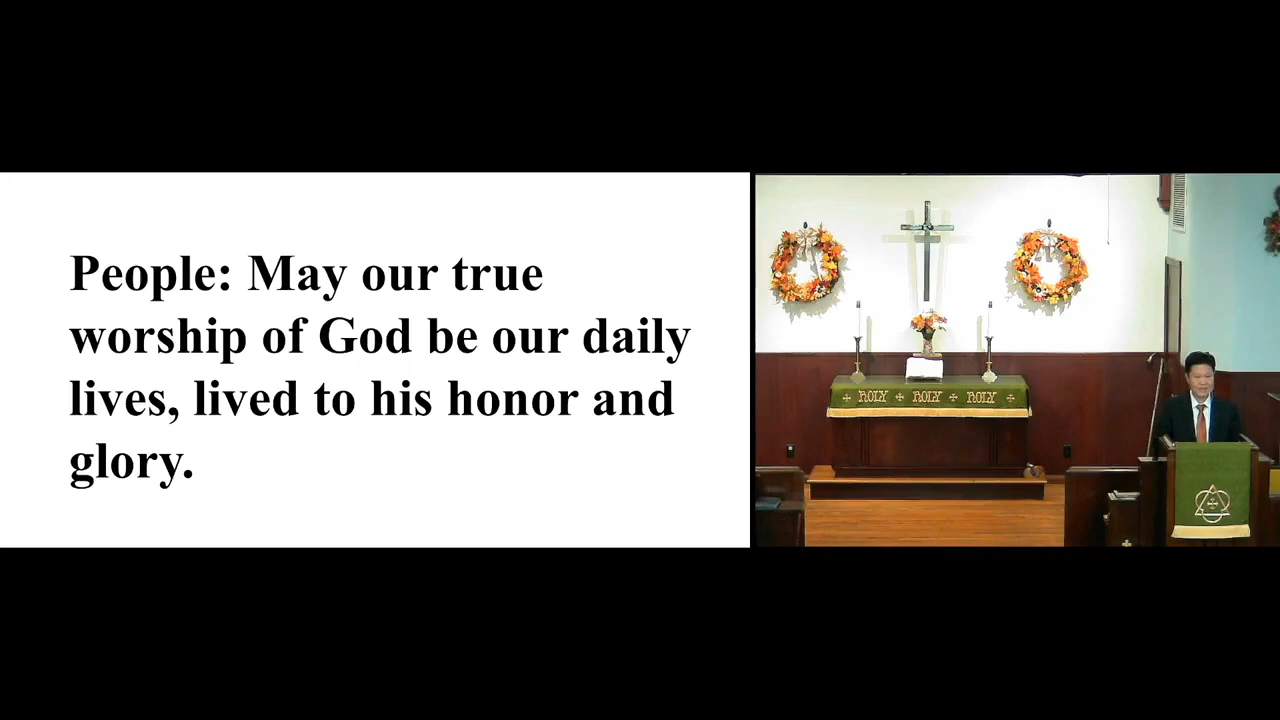 People: May our true
worship of God be our daily
lives, lived to his honor and
glory.
HOLY HOLY HOLY